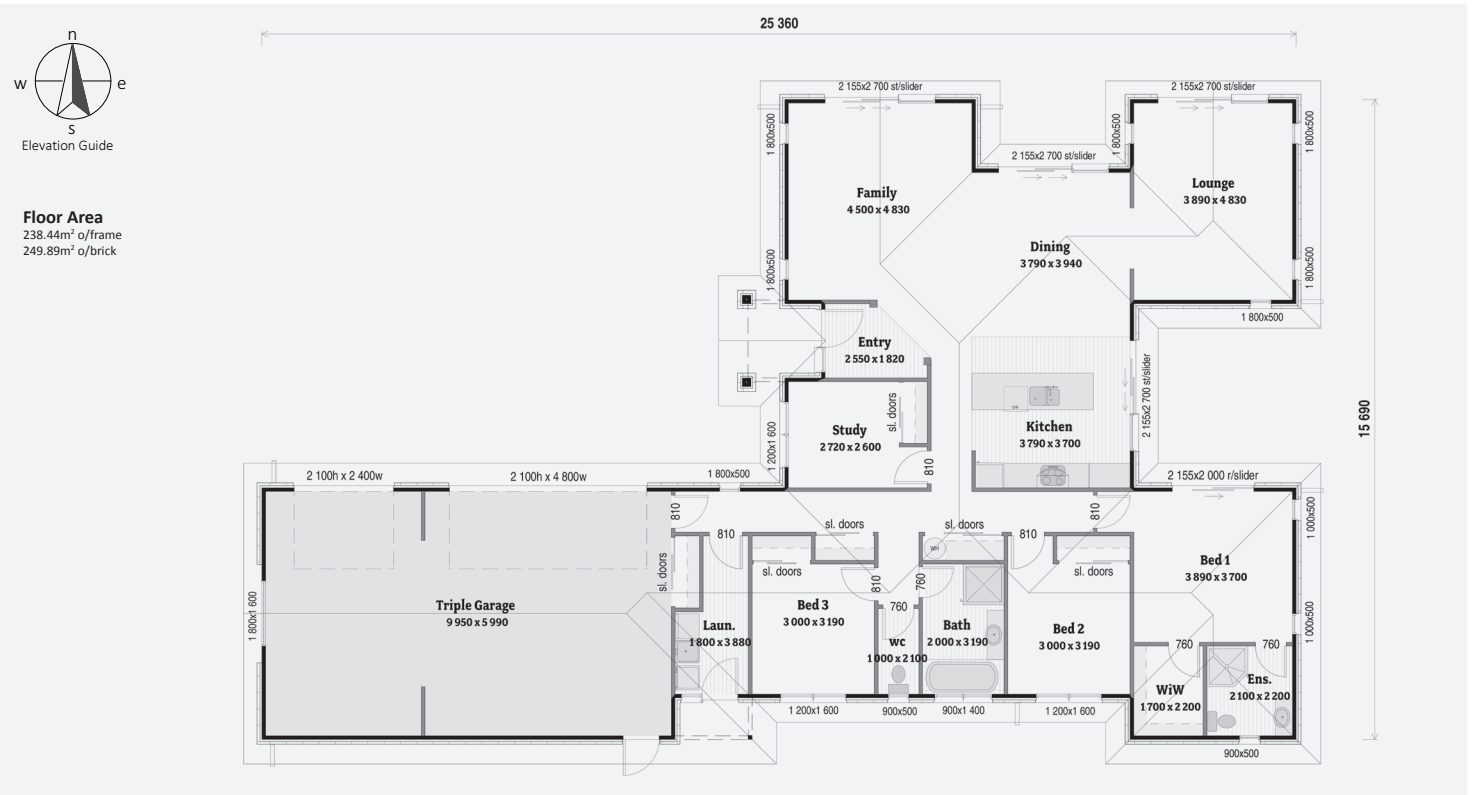 25 360
n
w e
s
Elevation Guide
Floor Area
238.44m² o/frame
249.89m² o/brick
2 155x2 700 st/slider
2 155x2 700 st/slider
1 800x500
1 800x500
1 800x500
2 155x2 700 st/slider
Family
4 500 x 4 830
Lounge
3 890 x 4 830
Dining
3 790 x 3 940
1 800x500
1 800x500
1 800x500
Entry
2 550 x 1 820
2 155x2 700 st/slider
15 690
sl. doors
Study
2 720 x 2 600
Kitchen
3 790 x 3 700
1 200x1 600
810
2 100h x 2 400w
2 100h x 4 800w
1 800x500
2 155x2 000 r/slider
810
810
1 000x500
sl. doors
sl. doors
810
810
WH
sl. doors
sl. doors
sl. doors
Bed 1
3 890 x 3 700
810
760
760
Triple Garage
9 950 x 5 990
1 800x1 600
Bed 3
3 000 x 3 190
Laun.
1 800 x 3 880
wc
1 000 x 2 100
Bath
2 000 x 3 190
Bed 2
3 000 x 3 190
1 000x500
760
760
WiW
1 700 x 2 200
Ens.
2 100 x 2 200
1 200x1 600
900x500
900x1 400
1 200x1 600
900x500